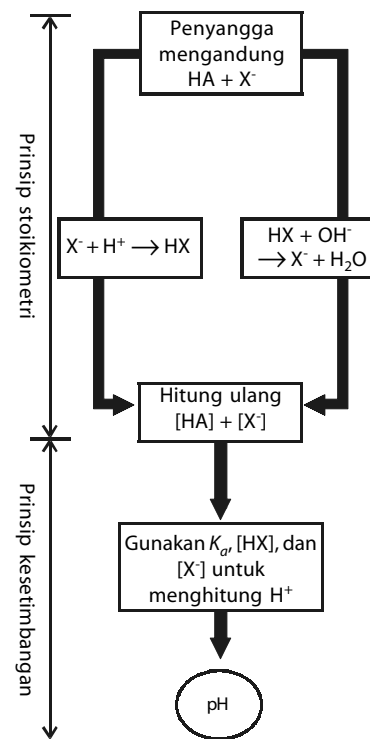 Penyangga
mengandung
HA + X⁻
Prinsip stoikiometri
X⁻ + H⁺ → HX
HX + OH⁻
→ X⁻ + H₂O
Hitung ulang
[HA] + [X⁻]
Prinsip kesetimbangan
Gunakan Kₐ, [HX], dan
[X⁻] untuk
menghitung H⁺
pH